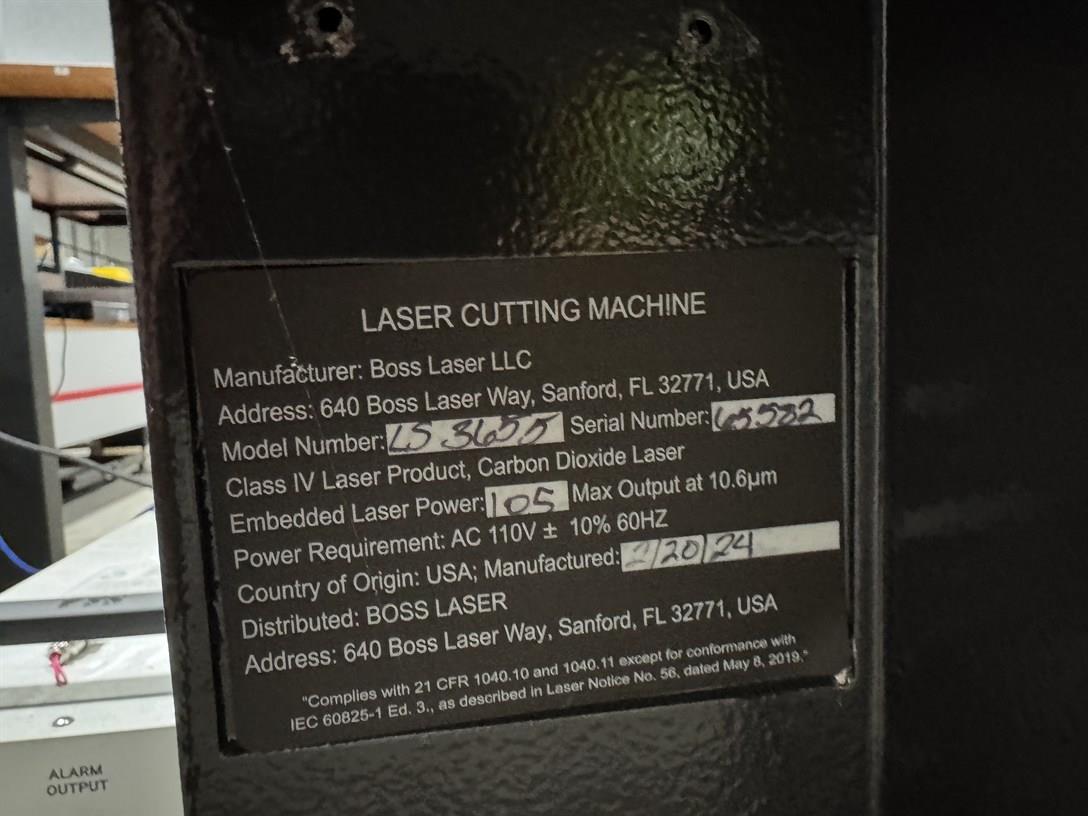 LASER CUTTING MACHINE
Manufacturer: Boss Laser LLC
Address: 640 Boss Laser Way, Sanford, FL 32771, USA
Model Number: LS 3655 Serial Number:
Class IV Laser Product, Carbon Dioxide Laser
Embedded Laser Power: 105 Max Output at 10.6µm
Power Requirement: AC 110V ± 10% 60HZ
Country of Origin: USA; Manufactured: 2/20/24
Distributed: BOSS LASER
Address: 640 Boss Laser Way, Sanford, FL 32771, USA
"Complies with 21 CFR 1040.10 and 1040.11 except for conformance with
IEC 60825-1 Ed. 3., as described in Laser Notice No. 56, dated May 8, 2019."
ALARM
OUTPUT